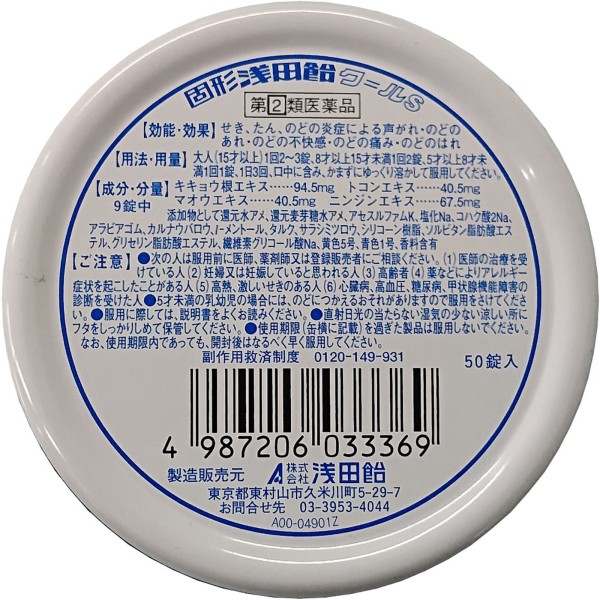 固形浅田飴クールS
指②類医薬品
【効能・効果】せき、たん、のどの炎症による声がれ・のどの
あれ・のどの不快感・のどの痛み・のどのはれ
【用法・用量】大人(15才以上)1回2〜3錠、8才以上15才未満1回2錠、5才以上8才未
満1回1錠、1日3回、口中に含み、かまずにゆっくり溶かして服用してください。
【成分・分量】キキョウ根エキス……94.5mg トコンエキス……40.5mg
9錠中 マオウエキス……40.5mg ニンジンエキス……67.5mg
添加物として還元水アメ、還元麦芽糖水アメ、アセスルファムK、塩化Na、コハク酸2Na、
アラビアゴム、カルナウバロウ、l-メントール、タルク、サラシミツロウ、シリコーン樹脂、ソルビタン脂肪酸エス
テル、グリセリン脂肪酸エステル、繊維素グリコール酸Na、黄色5号、青色1号、香料含有
【ご注意】●次の人は服用前に医師、薬剤師又は登録販売者にご相談ください。(1)医師の治療を受
けている人(2)妊婦又は妊娠していると思われる人(3)高齢者(4)薬などによりアレルギー
症状を起こしたことがある人(5)高熱、激しいせきのある人(6)心臓病、高血圧、糖尿病、甲状腺機能障害の
診断を受けた人●5才未満の乳幼児の場合には、のどにつかえるおそれがありますので服用をさけてください。
●服用に際しては、説明書をよくお読みください。●直射日光の当たらない湿気の少ない涼しい所に
フタをしっかりしめて保管してください。●使用期限(缶横に記載)を過ぎた製品は服用しないでください。
なお、使用期限内であっても、開封後はなるべく早く服用してください。
副作用救済制度 0120-149-931
50錠入
4 987206 033369
製造販売元 株式会社 浅田飴
東京都東村山市久米川町5-29-7
お問合せ先 03-3953-4044
A00-04901Z